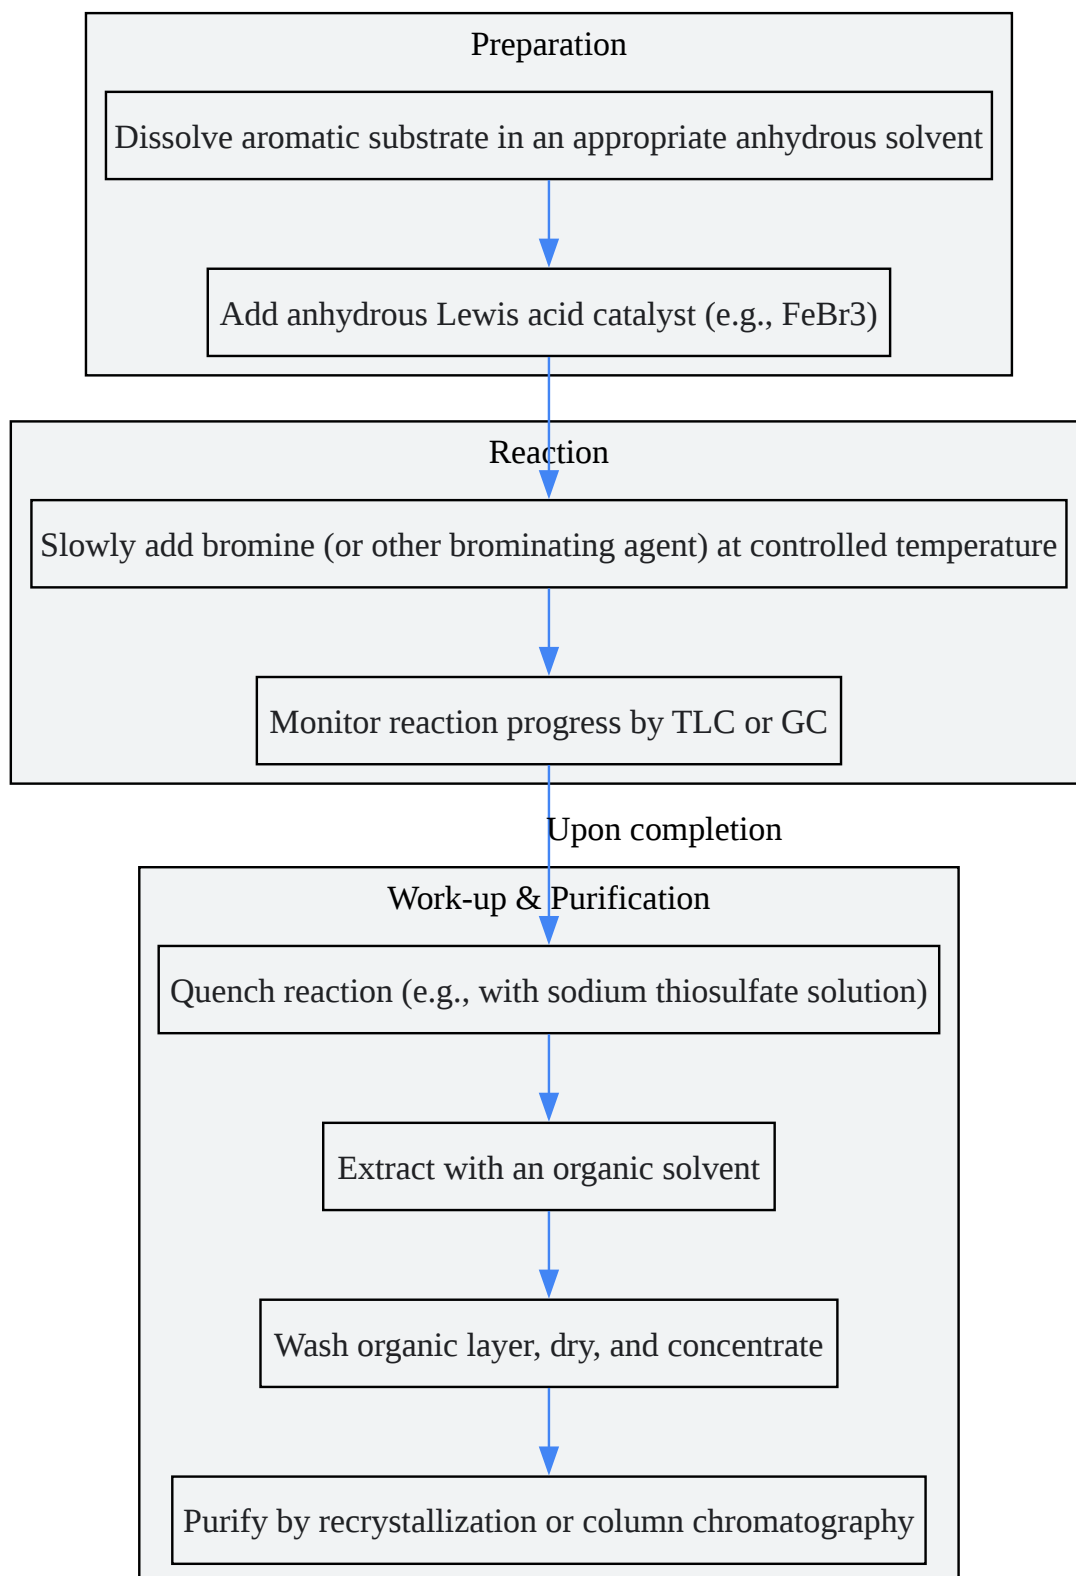 Preparation
Dissolve aromatic substrate in an appropriate anhydrous solvent
Add anhydrous Lewis acid catalyst (e.g., FeBr3)
Reaction
Slowly add bromine (or other brominating agent) at controlled temperature
Monitor reaction progress by TLC or GC
Upon completion
Work-up & Purification
Quench reaction (e.g., with sodium thiosulfate solution)
Extract with an organic solvent
Wash organic layer, dry, and concentrate
Purify by recrystallization or column chromatography